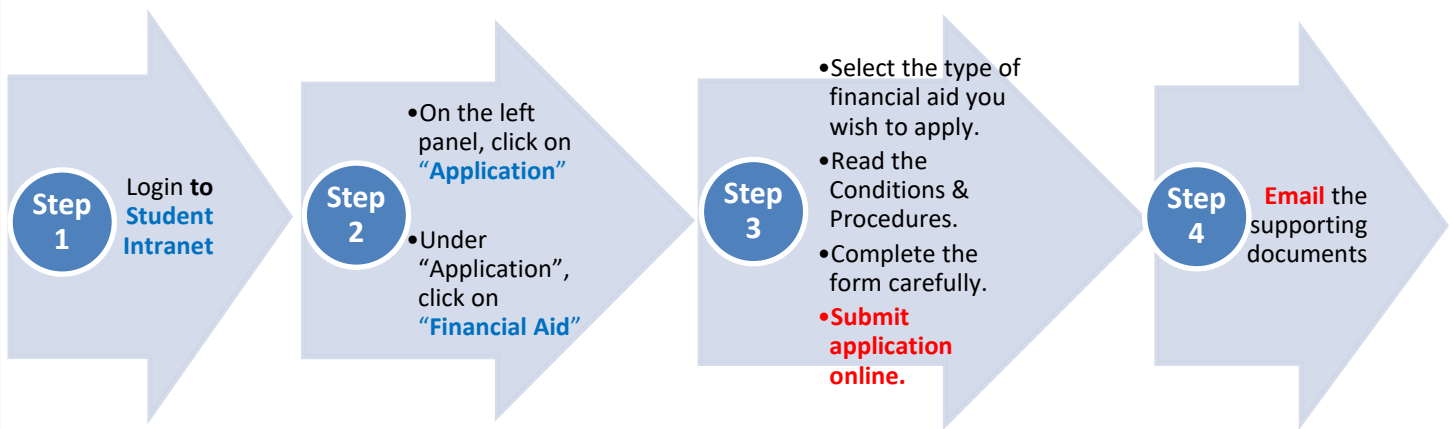 Step
1
Login to
Student
Intranet
Step
2
•On the left
panel, click on
“Application”
•Under
“Application”,
click on
“Financial Aid”
Step
3
•Select the type of
financial aid you
wish to apply.
•Read the
Conditions &
Procedures.
•Complete the
form carefully.
•Submit
application
online.
Step
4
Email the
supporting
documents